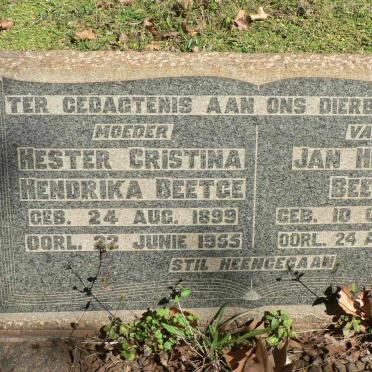 TER GEDAGTENIS AAN ONS DIERB
MOEDER
HESTER CRISTINA
HENDRIKA BEETGE
GEB. 24 AUG. 1899
OORL. 22 JUNIE 1955
VA
JAN H
BEE
GEB. 10
OORL. 24 A
STIL HEENGEGAAN